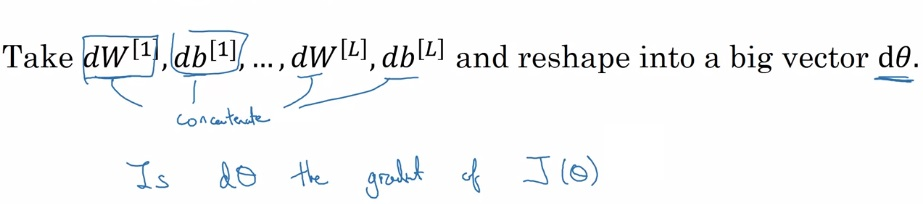 Take dW^[1], db^[1], ..., dW^[L], db^[L] and reshape into a big vector dθ.
concatenate
Is dθ the gradient of J(θ)